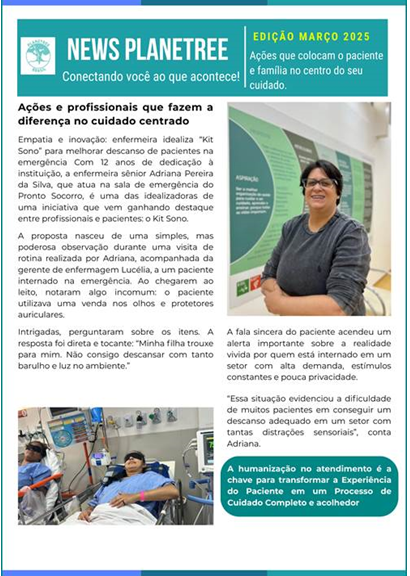 NEWS PLANETREE
Conectando você ao que acontece!
EDIÇÃO MARÇO 2025
Ações que colocam o paciente
e família no centro do seu
cuidado.
Ações e profissionais que fazem a
diferença no cuidado centrado
Empatia e inovação: enfermeira idealiza “Kit
Sono” para melhorar descanso de pacientes na
emergência Com 12 anos de dedicação à
instituição, a enfermeira sênior Adriana Pereira
da Silva, que atua na sala de emergência do
Pronto Socorro, é uma das idealizadoras de
uma iniciativa que vem ganhando destaque
entre profissionais e pacientes: o Kit Sono.
A proposta nasceu de uma simples, mas
poderosa observação durante uma visita de
rotina realizada por Adriana, acompanhada da
gerente de enfermagem Lucélia, a um paciente
internado na emergência. Ao chegarem ao
leito, notaram algo incomum: o paciente
utilizava uma venda nos olhos e protetores
auriculares.
Intrigadas, perguntaram sobre os itens. A
resposta foi direta e tocante: “Minha filha trouxe
para mim. Não consigo descansar com tanto
barulho e luz no ambiente.”
ASPIRAÇÃO
A fala sincera do paciente acendeu um
alerta importante sobre a realidade
vivida por quem está internado em um
setor com alta demanda, estímulos
constantes e pouca privacidade.
“Essa situação evidenciou a dificuldade
de muitos pacientes em conseguir um
descanso adequado em um setor com
tantas distrações sensoriais”, conta
Adriana.
A humanização no atendimento é a
chave para transformar a Experiência
do Paciente em um Processo de
Cuidado Completo e acolhedor